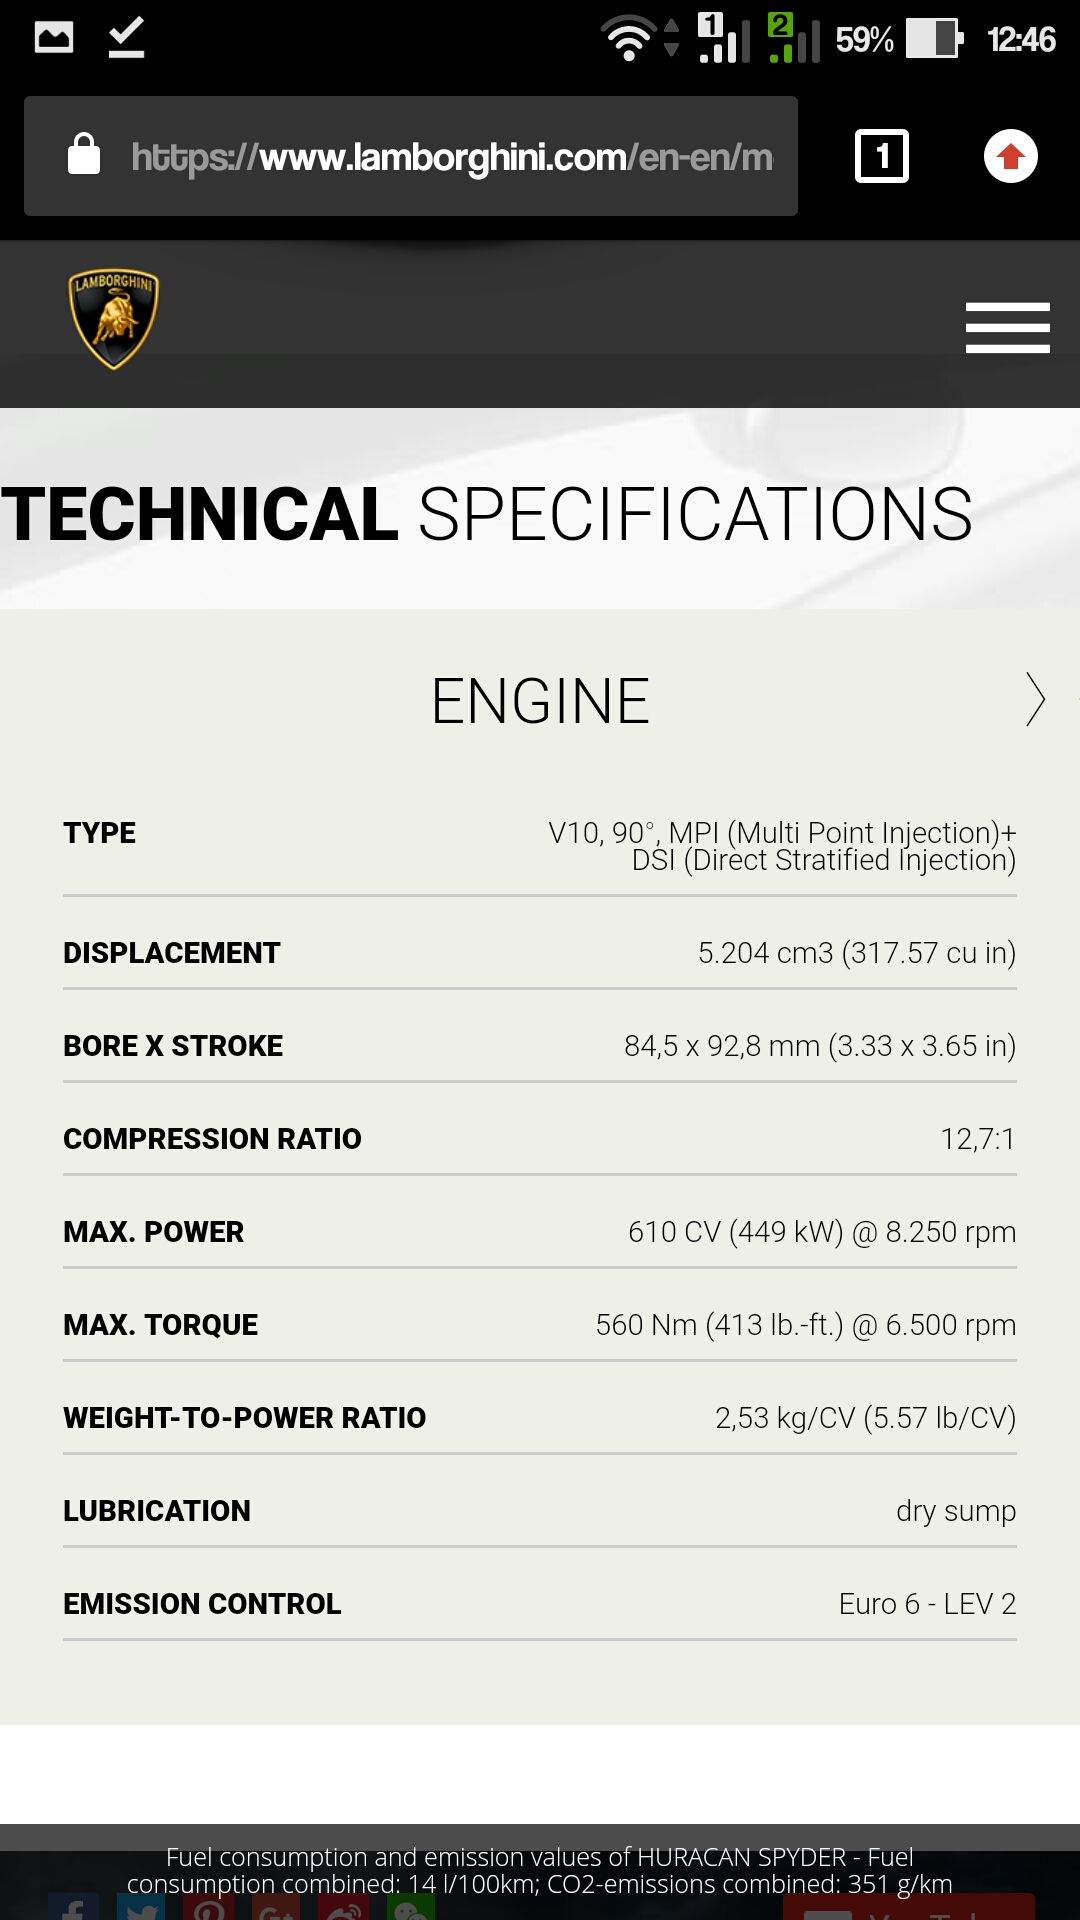 1
2
59%
12:46
https://www.lamborghini.com/en-en/m
1
LAMBORGHINI
TECHNICAL SPECIFICATIONS
ENGINE
TYPE V10, 90°, MPI (Multi Point Injection)+
DSI (Direct Stratified Injection)
DISPLACEMENT 5.204 cm3 (317.57 cu in)
BORE X STROKE 84,5 x 92,8 mm (3.33 x 3.65 in)
COMPRESSION RATIO 12,7:1
MAX. POWER 610 CV (449 kW) @ 8.250 rpm
MAX. TORQUE 560 Nm (413 lb.-ft.) @ 6.500 rpm
WEIGHT-TO-POWER RATIO 2,53 kg/CV (5.57 lb/CV)
LUBRICATION dry sump
EMISSION CONTROL Euro 6 - LEV 2
Fuel consumption and emission values of HURACAN SPYDER - Fuel
consumption combined: 14 l/100km; CO2-emissions combined: 351 g/km